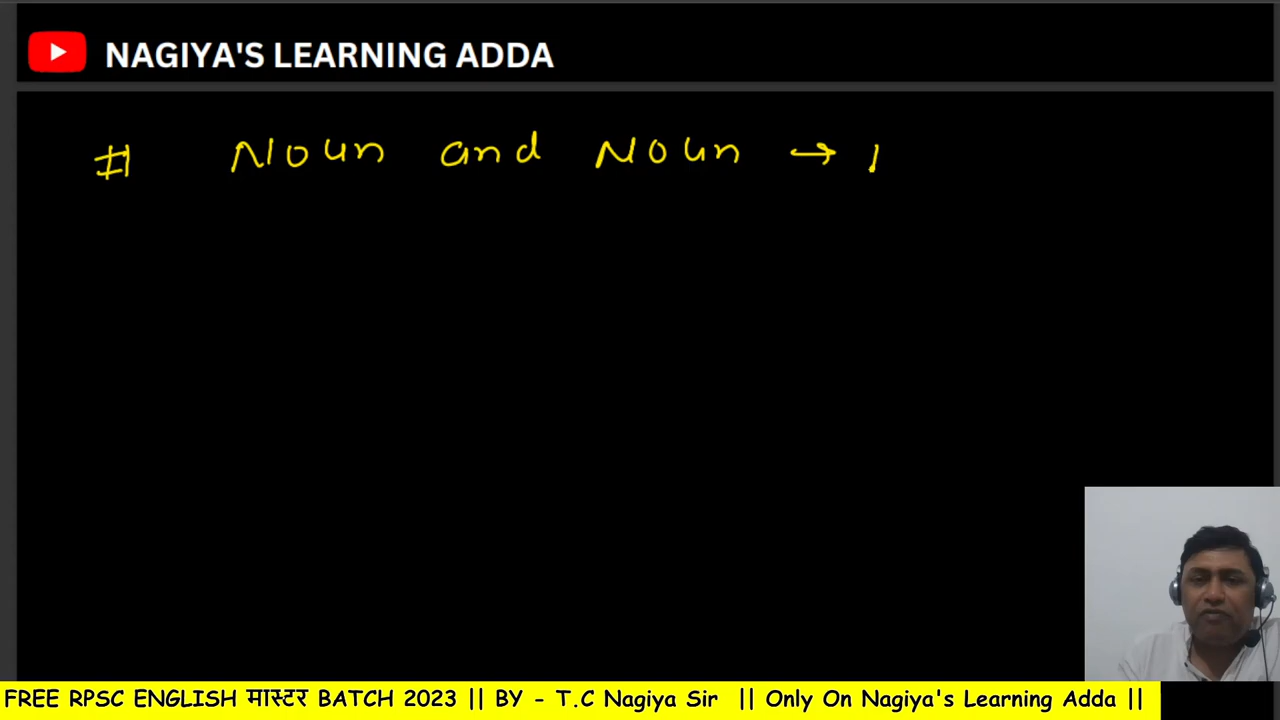 NAGIYA'S LEARNING ADDA
# Noun and Noun →
FREE RPSC ENGLISH मास्टर BATCH 2023 || BY - T.C Nagiya Sir || Only On Nagiya's Learning Adda ||